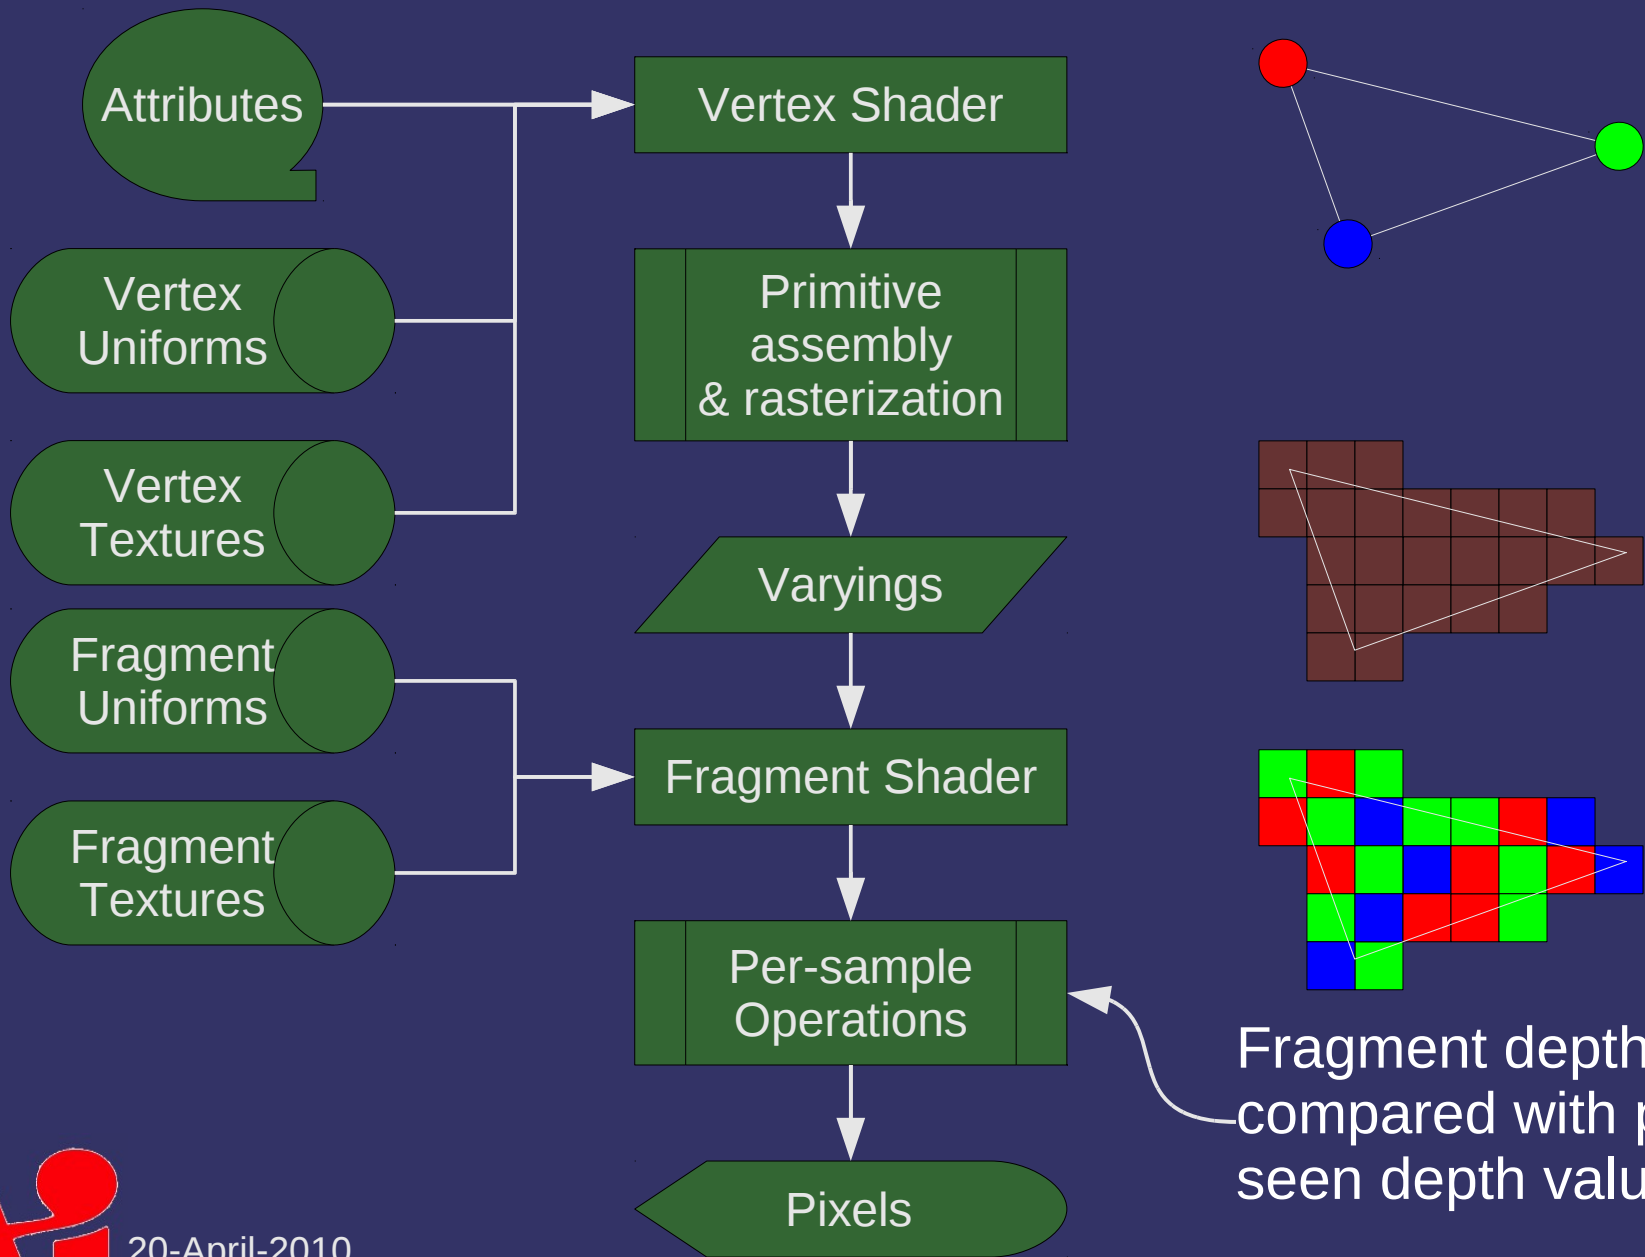 Attributes
Vertex Shader
Vertex
Uniforms
Primitive
assembly
& rasterization
Vertex
Textures
Varyings
Fragment
Uniforms
Fragment Shader
Fragment
Textures
Per-sample
Operations
Fragment depth
compared with
seen depth
Pixels
20-April-2010